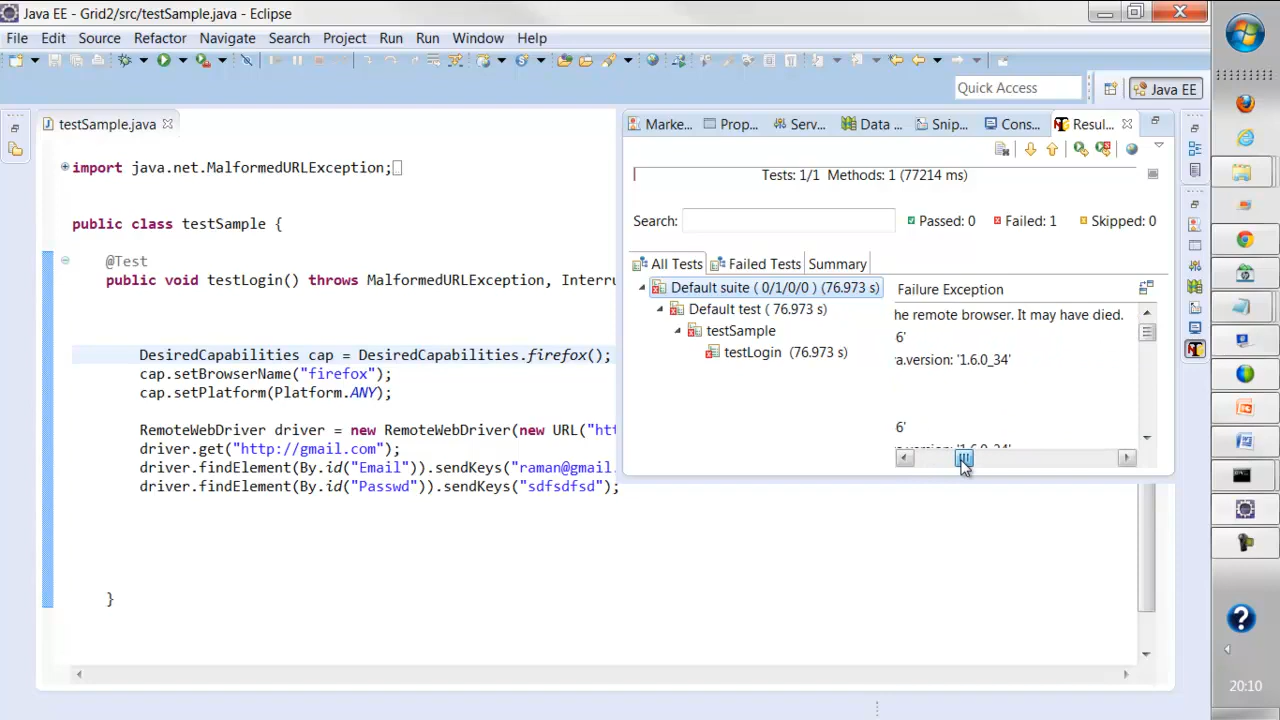 Java EE - Grid2/src/testSample.java - Eclipse
File Edit Source Refactor Navigate Search Project Run Run Window Help
Quick Access
Java EE
testSample.java
Marke... Prop... Serv... Data ... Snip... Cons... Resul...
import java.net.MalformedURLException;
Tests: 1/1 Methods: 1 (77214 ms)
public class testSample {
Search: Passed: 0 Failed: 1 Skipped: 0
@Test
All Tests Failed Tests Summary
public void testLogin() throws MalformedURLException, Interru
Default suite ( 0/1/0/0 ) (76.973 s)
Failure Exception
Default test ( 76.973 s)
he remote browser. It may have died.
testSample
6'
testLogin (76.973 s)
a.version: '1.6.0_34'
DesiredCapabilities cap = DesiredCapabilities.firefox();
cap.setBrowserName("firefox");
cap.setPlatform(Platform.ANY);
6'
a.version: '1.6.0_34'
RemoteWebDriver driver = new RemoteWebDriver(new URL("htt
driver.get("http://gmail.com");
driver.findElement(By.id("Email")).sendKeys("raman@gmail.
driver.findElement(By.id("Passwd")).sendKeys("sdfsdfsd");
}
20:10